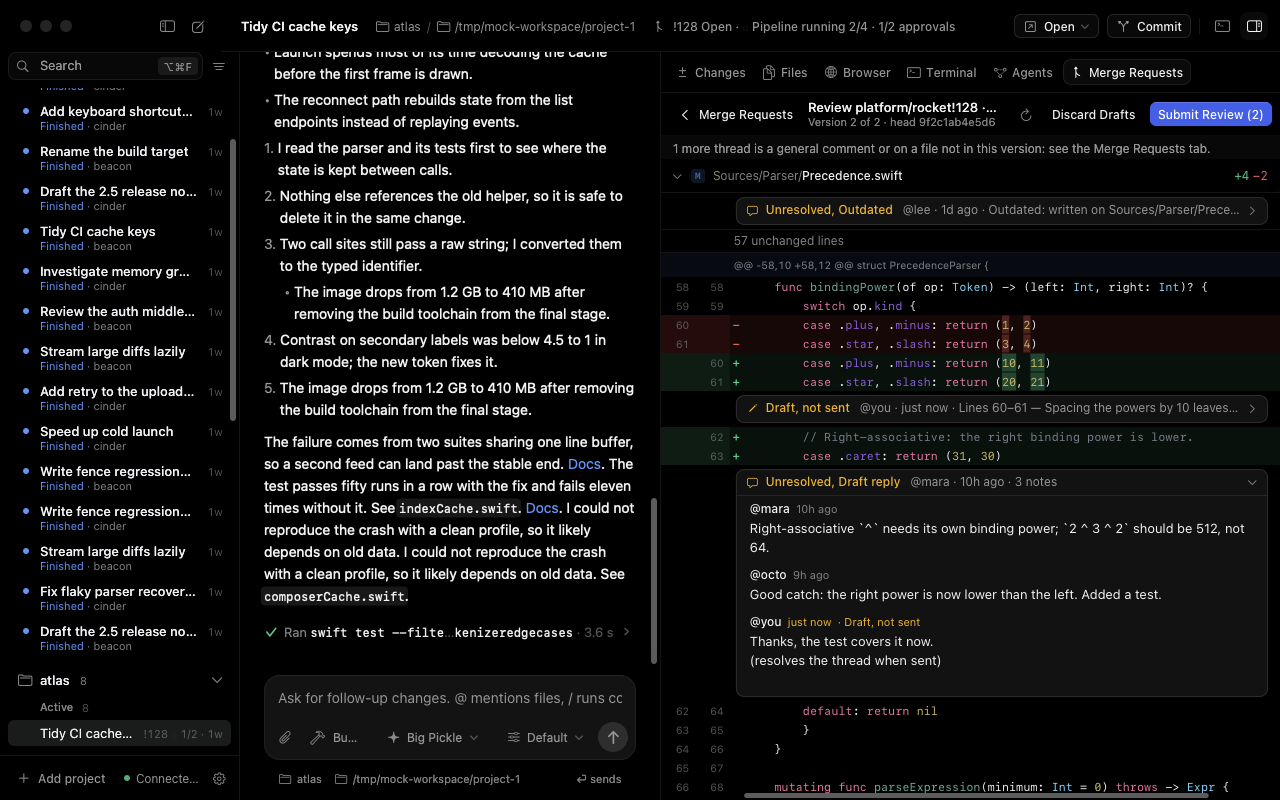 Tidy CI cache keys
atlas / /tmp/mock-workspace/project-1
!128 Open · Pipeline running 2/4 · 1/2 approvals
Open
Commit
Search ⌥⌘F
Finished · cinder
Add keyboard shortcut... 1w
Finished · cinder
Rename the build target 1w
Finished · beacon
Draft the 2.5 release no... 1w
Finished · cinder
Tidy CI cache keys 1w
Finished · beacon
Investigate memory gr... 1w
Finished · cinder
Review the auth middle... 1w
Finished · cinder
Stream large diffs lazily 1w
Finished · beacon
Add retry to the upload... 1w
Finished · cinder
Speed up cold launch 1w
Finished · cinder
Write fence regression... 1w
Finished · beacon
Write fence regression... 1w
Finished · cinder
Stream large diffs lazily 1w
Finished · beacon
Fix flaky parser recover... 1w
Finished · cinder
Draft the 2.5 release no... 1w
Finished · beacon
atlas 8
Active 8
Tidy CI cache... !128 1/2 · 1w
Add project
Connecte...
• Launch spends most of its time decoding the cache
before the first frame is drawn.
• The reconnect path rebuilds state from the list
endpoints instead of replaying events.
1. I read the parser and its tests first to see where the
state is kept between calls.
2. Nothing else references the old helper, so it is safe to
delete it in the same change.
3. Two call sites still pass a raw string; I converted them
to the typed identifier.
• The image drops from 1.2 GB to 410 MB after
removing the build toolchain from the final stage.
4. Contrast on secondary labels was below 4.5 to 1 in
dark mode; the new token fixes it.
5. The image drops from 1.2 GB to 410 MB after removing
the build toolchain from the final stage.
The failure comes from two suites sharing one line buffer,
so a second feed can land past the stable end. Docs. The
test passes fifty runs in a row with the fix and fails eleven
times without it. See indexCache.swift. Docs. I could not
reproduce the crash with a clean profile, so it likely
depends on old data. I could not reproduce the crash
with a clean profile, so it likely depends on old data. See
composerCache.swift.
Ran swift test --filte…kenizeredgecases · 3.6 s
Ask for follow-up changes. @ mentions files, / runs cc
Bu...
Big Pickle
Default
atlas /tmp/mock-workspace/project-1
sends
Changes
Files
Browser
Terminal
Agents
Merge Requests
Merge Requests
Review platform/rocket!128 ·...
Version 2 of 2 · head 9f2c1ab4e5d6
Discard Drafts
Submit Review (2)
1 more thread is a general comment or on a file not in this version: see the Merge Requests tab.
M Sources/Parser/Precedence.swift +4 −2
Unresolved, Outdated @lee · 1d ago · Outdated: written on Sources/Parser/Prece...
57 unchanged lines
@@ -58,10 +58,12 @@ struct PrecedenceParser {
58 58 func bindingPower(of op: Token) -> (left: Int, right: Int)? {
59 59 switch op.kind {
60 − case .plus, .minus: return (1, 2)
61 − case .star, .slash: return (3, 4)
60 + case .plus, .minus: return (10, 11)
61 + case .star, .slash: return (20, 21)
Draft, not sent @you · just now · Lines 60–61 — Spacing the powers by 10 leaves...
62 + // Right-associative: the right binding power is lower.
63 + case .caret: return (31, 30)
Unresolved, Draft reply @mara · 10h ago · 3 notes
@mara 10h ago
Right-associative `^` needs its own binding power; `2 ^ 3 ^ 2` should be 512, not
64.
@octo 9h ago
Good catch: the right power is now lower than the left. Added a test.
@you just now · Draft, not sent
Thanks, the test covers it now.
(resolves the thread when sent)
62 64 default: return nil
63 65 }
64 66 }
65 67
66 68 mutating func parseExpression(minimum: Int = 0) throws -> Expr {